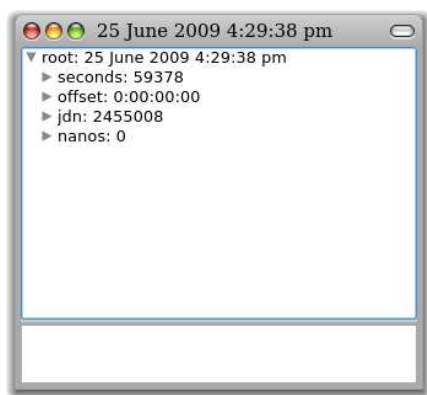 25 June 2009 4:29:38 pm
root: 25 June 2009 4:29:38 pm
seconds: 59378
offset: 0:00:00:00
jdn: 2455008
nanos: 0